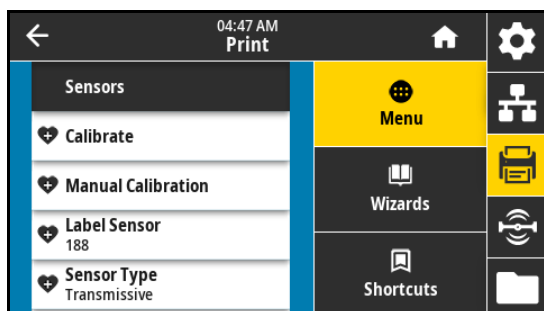 04:47 AM
Print
Sensors
Calibrate
Manual Calibration
Label Sensor
188
Sensor Type
Transmissive
Menu
Wizards
Shortcuts